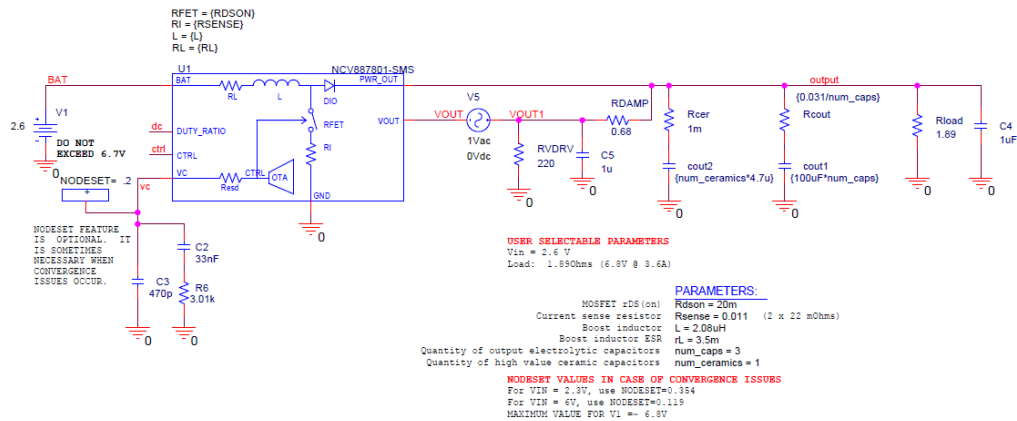 RFET = {RDSON}
RI = {RSENSE}
L = {L}
RL = {RL}
U1
NCV887801-SMS
BAT
BAT
PWR_OUT
output
RL
L
DIO
{0.031/num_caps}
V1
2.6
DO NOT
EXCEED 6.7V
0
dc
DUTY_RATIO
ctrl
CTRL
RFET
VOUT
VOUT
V5
VOUT1
1Vac
0Vdc
RDAMP
0.68
Rcer
1m
Rcout
Rload
1.89
C4
1uF
RI
VC
CTRL
OTA
Resd
GND
0
NODESET= .2
+
vc
RVDRV
220
0
C5
1u
0
cout2
{num_ceramics*4.7u}
0
cout1
{100uF*num_caps}
0
0
0
NODESET FEATURE
IS OPTIONAL. IT
IS SOMETIMES
NECESSARY WHEN
CONVERGENCE
ISSUES OCCUR.
C2
33nF
C3
470p
R6
3.01k
0
0
USER SELECTABLE PARAMETERS
Vin = 2.6 V
Load: 1.89Ohms (6.8V @ 3.6A)
PARAMETERS:
MOSFET rDS(on) Rdson = 20m
Current sense resistor Rsense = 0.011 (2 x 22 mOhms)
Boost inductor L = 2.08uH
Boost inductor ESR rL = 3.5m
Quantity of output electrolytic capacitors num_caps = 3
Quantity of high value ceramic capacitors num_ceramics = 1
NODESET VALUES IN CASE OF CONVERGENCE ISSUES
For VIN = 2.3V, use NODESET=0.354
For VIN = 6V, use NODESET=0.119
MAXIMUM VALUE FOR V1 =~ 6.8V